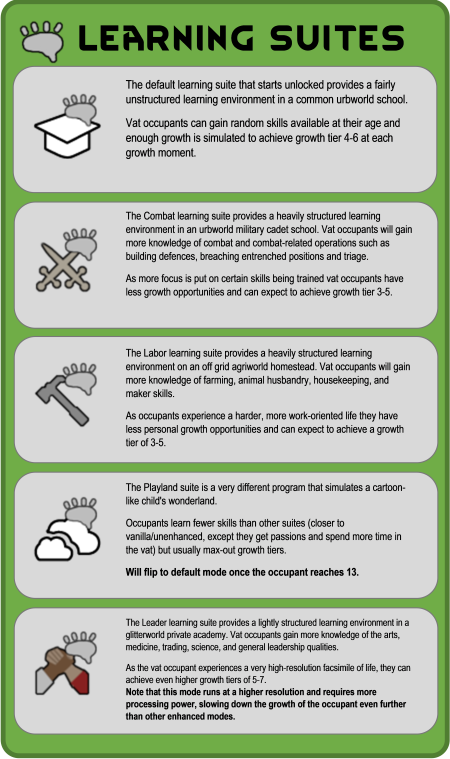 LEARNING SUITES
The default learning suite that starts unlocked provides a fairly
unstructured learning environment in a common urbworld school.
Vat occupants can gain random skills available at their age and
enough growth is simulated to achieve growth tier 4-6 at each
growth moment.
The Combat learning suite provides a heavily structured learning
environment in an urbworld military cadet school. Vat occupants will gain
more knowledge of combat and combat-related operations such as
building defences, breaching entrenched positions and triage.
As more focus is put on certain skills being trained vat occupants have
less growth opportunities and can expect to achieve growth tier 3-5.
The Labor learning suite provides a heavily structured learning
environment on an off grid agriworld homestead. Vat occupants will gain
more knowledge of farming, animal husbandry, housekeeping, and
maker skills.
As occupants experience a harder, more work-oriented life they have
less personal growth opportunities and can expect to achieve a growth
tier of 3-5.
The Playland suite is a very different program that simulates a cartoon-
like child's wonderland.
Occupants learn fewer skills than other suites (closer to
vanilla/unenhanced, except they get passions and spend more time in
the vat) but usually max-out growth tiers.
Will flip to default mode once the occupant reaches 13.
The Leader learning suite provides a lightly structured learning environment in a
glitterworld private academy. Vat occupants gain more knowledge of the arts,
medicine, trading, science, and general leadership qualities.
As the vat occupant experiences a very high-resolution facsimile of life, they can
achieve even higher growth tiers of 5-7.
Note that this mode runs at a higher resolution and requires more
processing power, slowing down the growth of the occupant even further
than other enhanced modes.